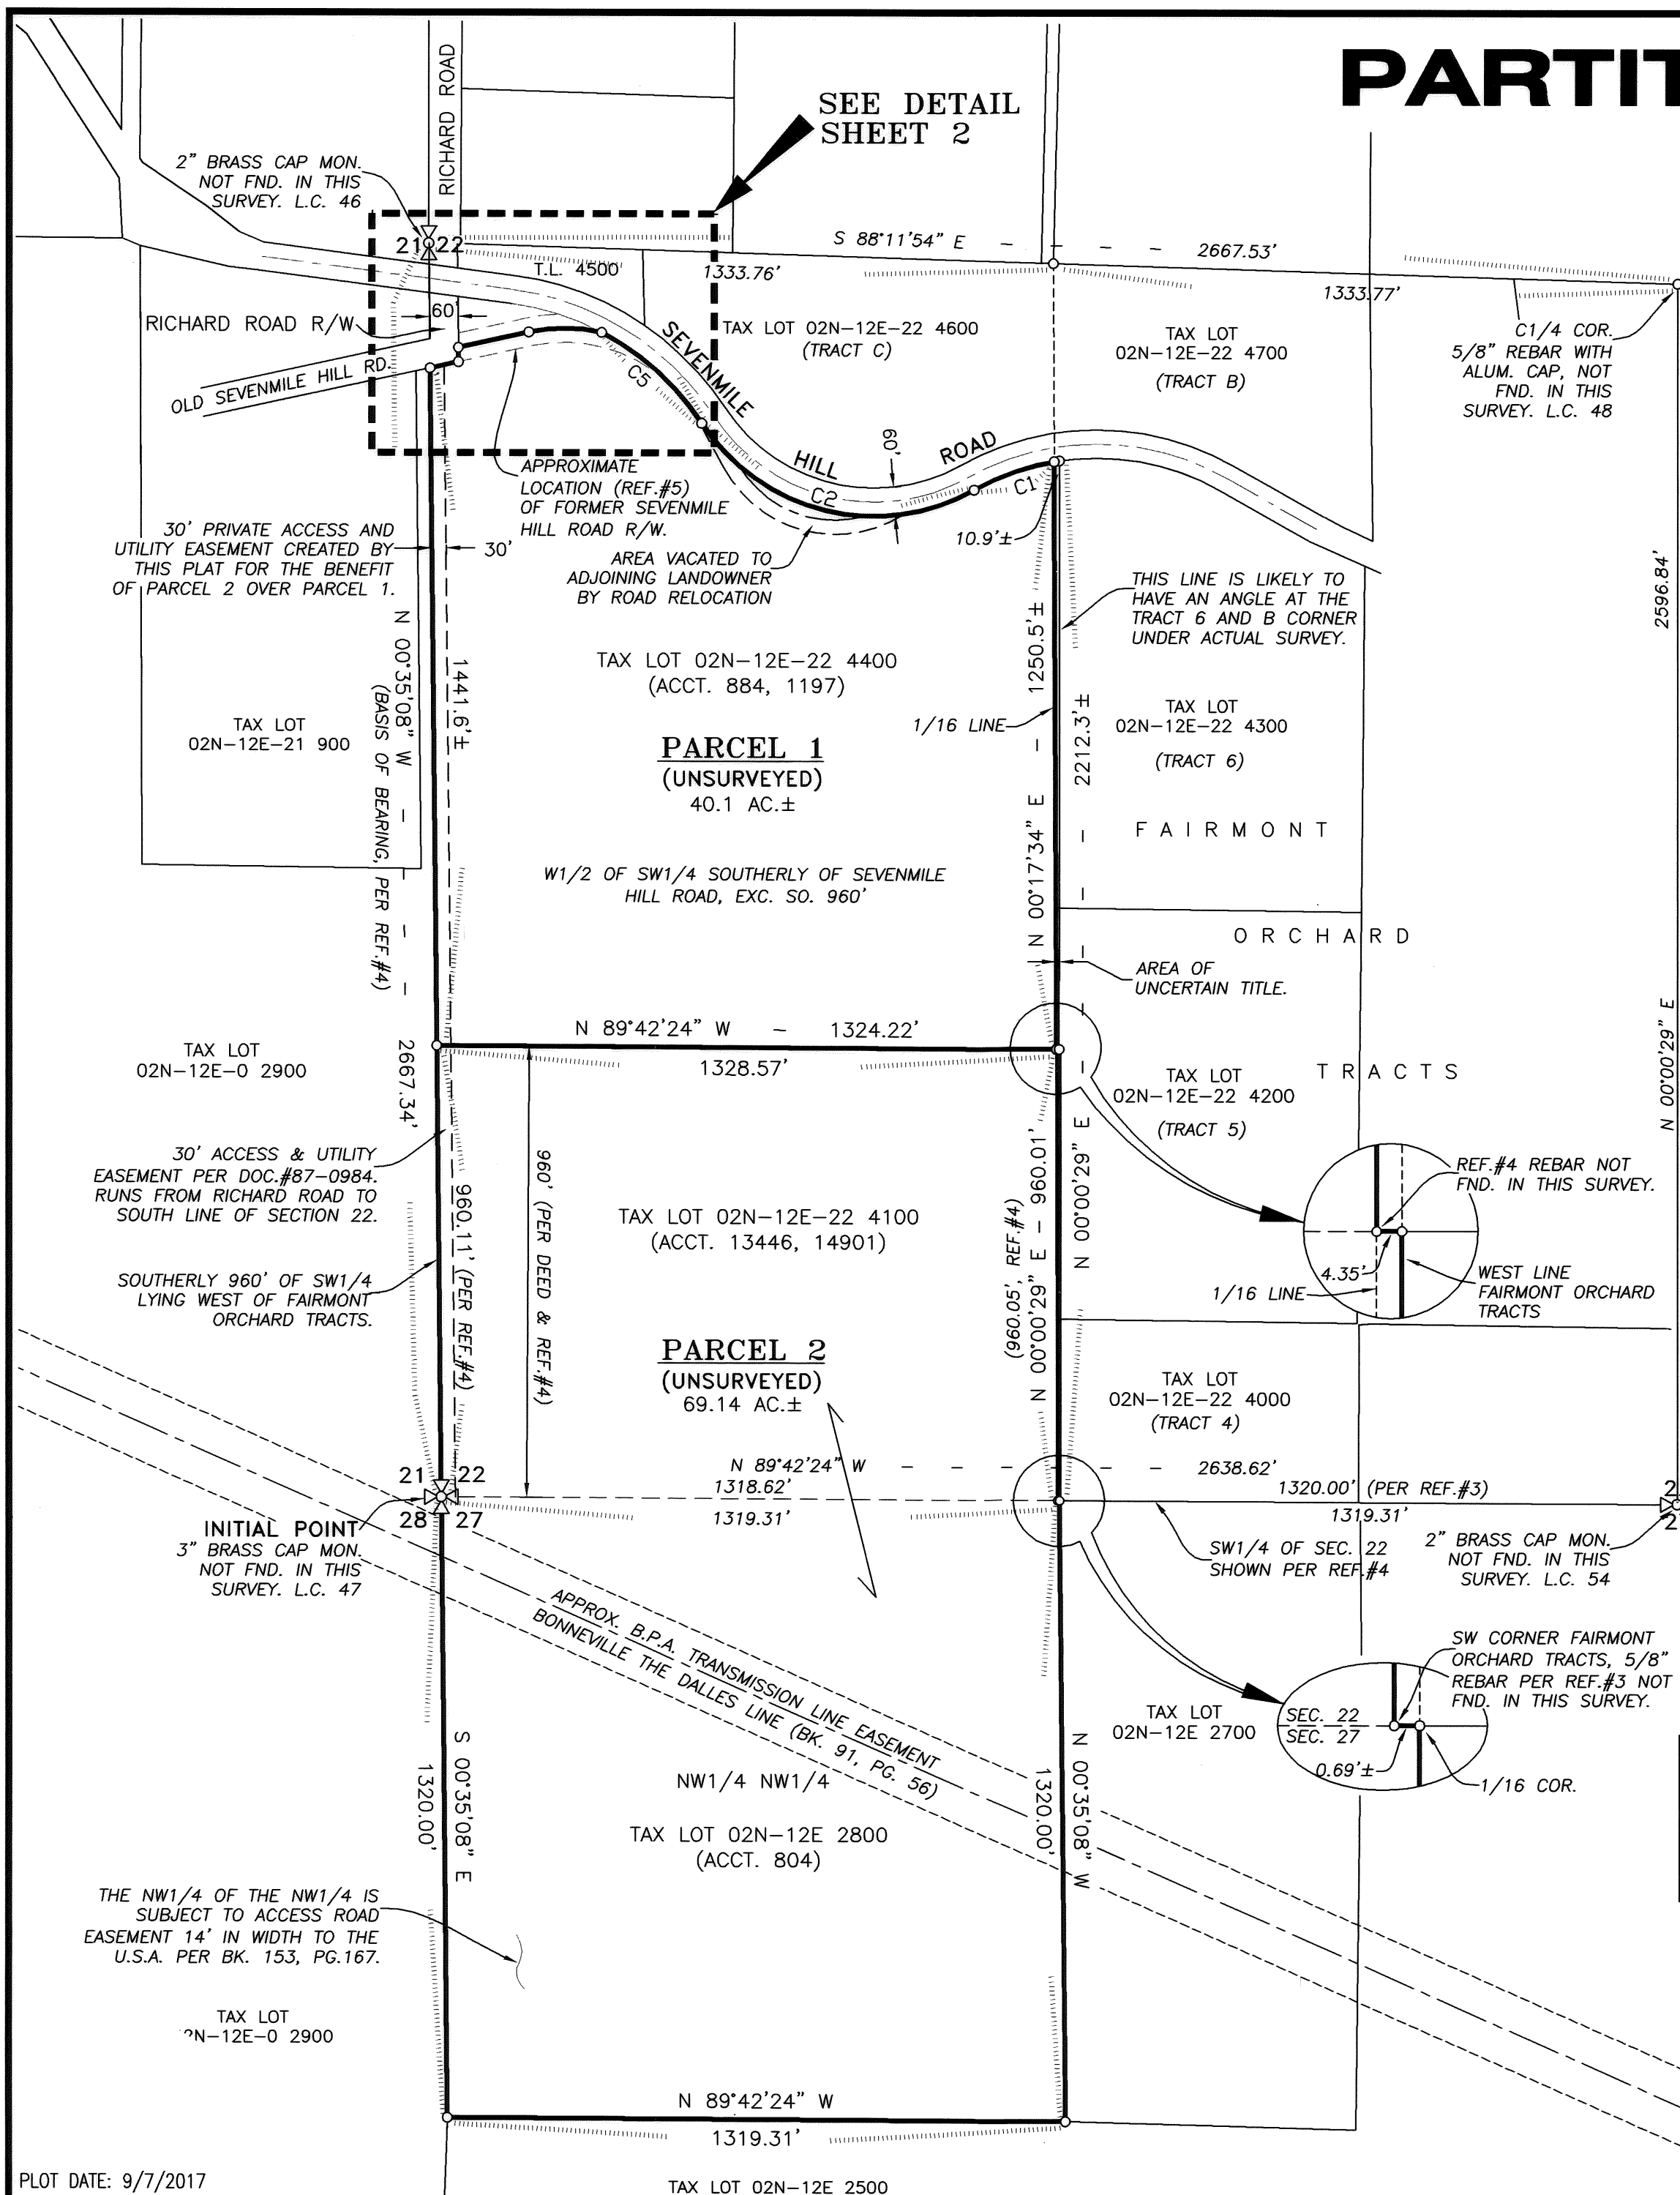 PARTIT
RICHARD ROAD
SEE DETAIL
SHEET 2
2" BRASS CAP MON.
NOT FND. IN THIS
SURVEY. L.C. 46
21 22
S 88°11'54" E – – – – 2667.53'
T.L. 4500
1333.76'
1333.77'
60'
RICHARD ROAD R/W
OLD SEVENMILE HILL RD.
SEVENMILE
HILL
ROAD
TAX LOT 02N-12E-22 4600
(TRACT C)
TAX LOT
02N-12E-22 4700
(TRACT B)
C1/4 COR.
5/8" REBAR WITH
ALUM. CAP, NOT
FND. IN THIS
SURVEY. L.C. 48
C5
C2
60'
C1
10.9'±
APPROXIMATE
LOCATION (REF.#5)
OF FORMER SEVENMILE
HILL ROAD R/W.
30' PRIVATE ACCESS AND
UTILITY EASEMENT CREATED BY
THIS PLAT FOR THE BENEFIT
OF PARCEL 2 OVER PARCEL 1.
30'
AREA VACATED TO
ADJOINING LANDOWNER
BY ROAD RELOCATION
THIS LINE IS LIKELY TO
HAVE AN ANGLE AT THE
TRACT 6 AND B CORNER
UNDER ACTUAL SURVEY.
2596.84'
N 00°00'29" E
N 00°35'08" W – – – – 2667.34'
(BASIS OF BEARING, PER REF.#4)
1441.6'±
TAX LOT 02N-12E-22 4400
(ACCT. 884, 1197)
N 00°17'34" E – 1250.5'±
N 00°00'29" E – – – – 2212.3'±
1/16 LINE
TAX LOT
02N-12E-21 900
TAX LOT
02N-12E-22 4300
(TRACT 6)
PARCEL 1
(UNSURVEYED)
40.1 AC.±
FAIRMONT
W1/2 OF SW1/4 SOUTHERLY OF SEVENMILE
HILL ROAD, EXC. SO. 960'
ORCHARD
AREA OF
UNCERTAIN TITLE.
N 89°42'24" W – 1324.22'
1328.57'
TAX LOT
02N-12E-0 2900
TRACTS
TAX LOT
02N-12E-22 4200
(TRACT 5)
30' ACCESS & UTILITY
EASEMENT PER DOC.#87-0984.
RUNS FROM RICHARD ROAD TO
SOUTH LINE OF SECTION 22.
960.11' (PER REF.#4)
960' (PER DEED & REF.#4)
TAX LOT 02N-12E-22 4100
(ACCT. 13446, 14901)
(960.05', REF.#4)
N 00°00'29" E – 960.01'
REF.#4 REBAR NOT
FND. IN THIS SURVEY.
4.35'
1/16 LINE
WEST LINE
FAIRMONT ORCHARD
TRACTS
SOUTHERLY 960' OF SW1/4
LYING WEST OF FAIRMONT
ORCHARD TRACTS.
PARCEL 2
(UNSURVEYED)
69.14 AC.±
TAX LOT
02N-12E-22 4000
(TRACT 4)
21 22
N 89°42'24" W – – – – – 2638.62'
1318.62'
1320.00' (PER REF.#3)
1319.31'
1319.31'
28 27
2
2
INITIAL POINT
3" BRASS CAP MON.
NOT FND. IN THIS
SURVEY. L.C. 47
SW1/4 OF SEC. 22
SHOWN PER REF.#4
2" BRASS CAP MON.
NOT FND. IN THIS
SURVEY. L.C. 54
APPROX. B.P.A. TRANSMISSION LINE EASEMENT
BONNEVILLE THE DALLES LINE (BK. 91, PG. 56)
SW CORNER FAIRMONT
ORCHARD TRACTS, 5/8"
REBAR PER REF.#3 NOT
FND. IN THIS SURVEY.
SEC. 22
SEC. 27
0.69'±
1/16 COR.
TAX LOT
02N-12E 2700
S 00°35'08" E
1320.00'
N 00°35'08" W
1320.00'
NW1/4 NW1/4
TAX LOT 02N-12E 2800
(ACCT. 804)
THE NW1/4 OF THE NW1/4 IS
SUBJECT TO ACCESS ROAD
EASEMENT 14' IN WIDTH TO THE
U.S.A. PER BK. 153, PG.167.
TAX LOT
2N-12E-0 2900
N 89°42'24" W
1319.31'
PLOT DATE: 9/7/2017
TAX LOT 02N-12E 2500